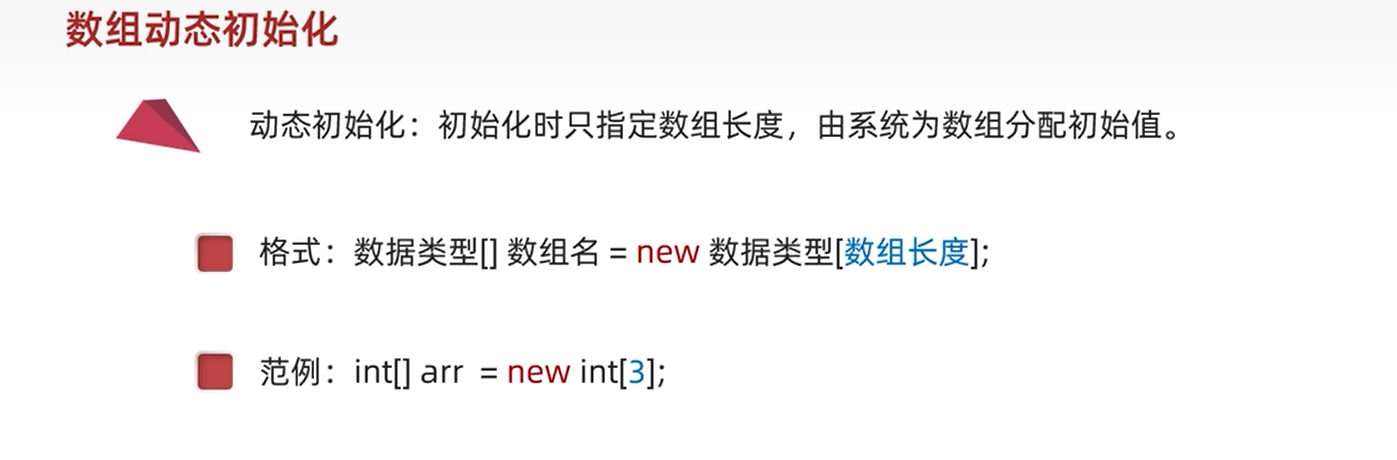 数组动态初始化
动态初始化：初始化时只指定数组长度，由系统为数组分配初始值。
格式：数据类型[] 数组名 = new 数据类型[数组长度];
范例：int[] arr  = new int[3];